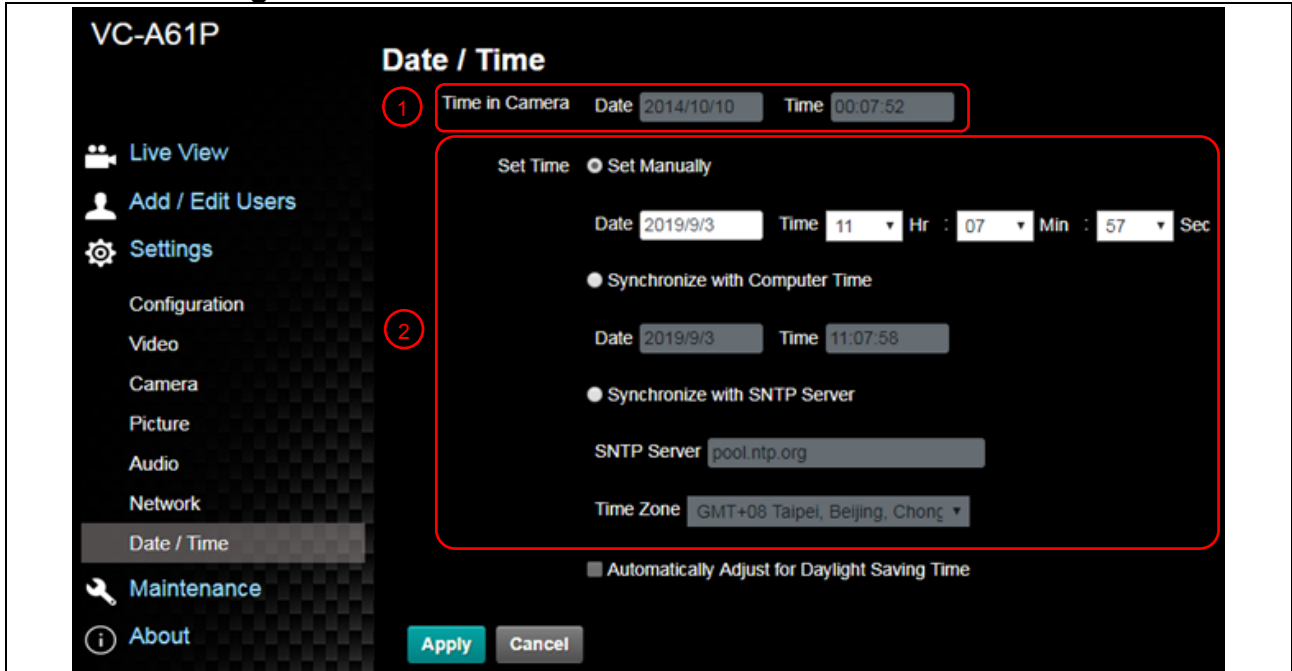 VC-A61P
Date / Time
1 Time in Camera Date 2014/10/10 Time 00:07:52
Live View
Add / Edit Users
Settings
Configuration
Video
Camera
Picture
Audio
Network
Date / Time
Maintenance
i About
2
Set Time Set Manually
Date 2019/9/3 Time 11 Hr : 07 Min : 57 Sec
Synchronize with Computer Time
Date 2019/9/3 Time 11:07:58
Synchronize with SNTP Server
SNTP Server pool.ntp.org
Time Zone GMT+08 Taipei, Beijing, Chong
Automatically Adjust for Daylight Saving Time
Apply Cancel